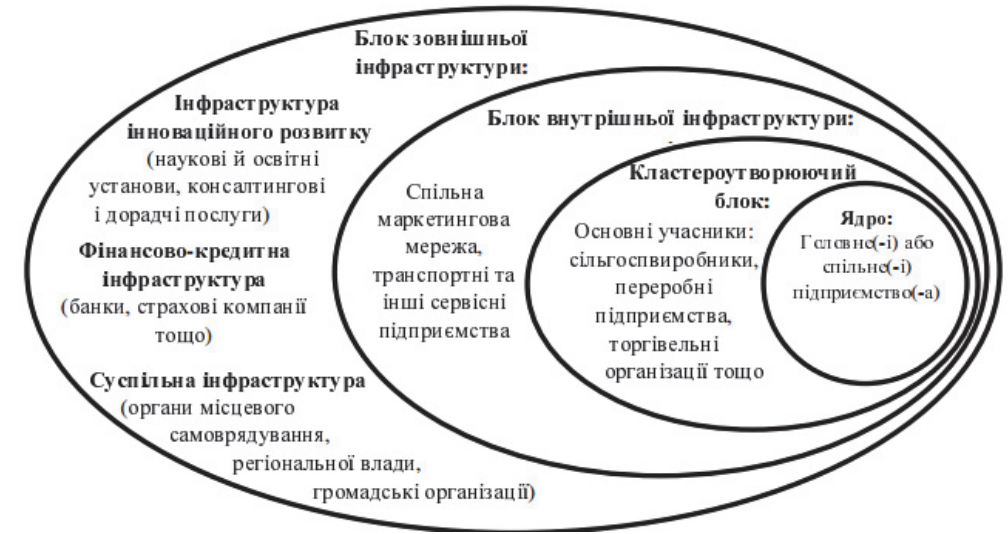 Блок зовнішньої
інфраструктури:
Інфраструктура
інноваційного розвитку
(наукові й освітні
установи, консалтингові
і дорадчі послуги)
Фінансово-кредитна
інфраструктура
(банки, страхові компанії
тощо)
Суспільна інфраструктура
(органи місцевого
самоврядування,
регіональної влади,
громадські організації)
Блок внутрішньої інфраструктури:
Спільна
маркетингова
мережа,
транспортні та
інші сервісні
підприємства
Кластероутворюючий
блок:
Основні учасники:
сільгоспвиробники,
переробні
підприємства,
торгівельні
організації тощо
Ядро:
Головне(-і) або
спільне(-і)
підприємство(-а)